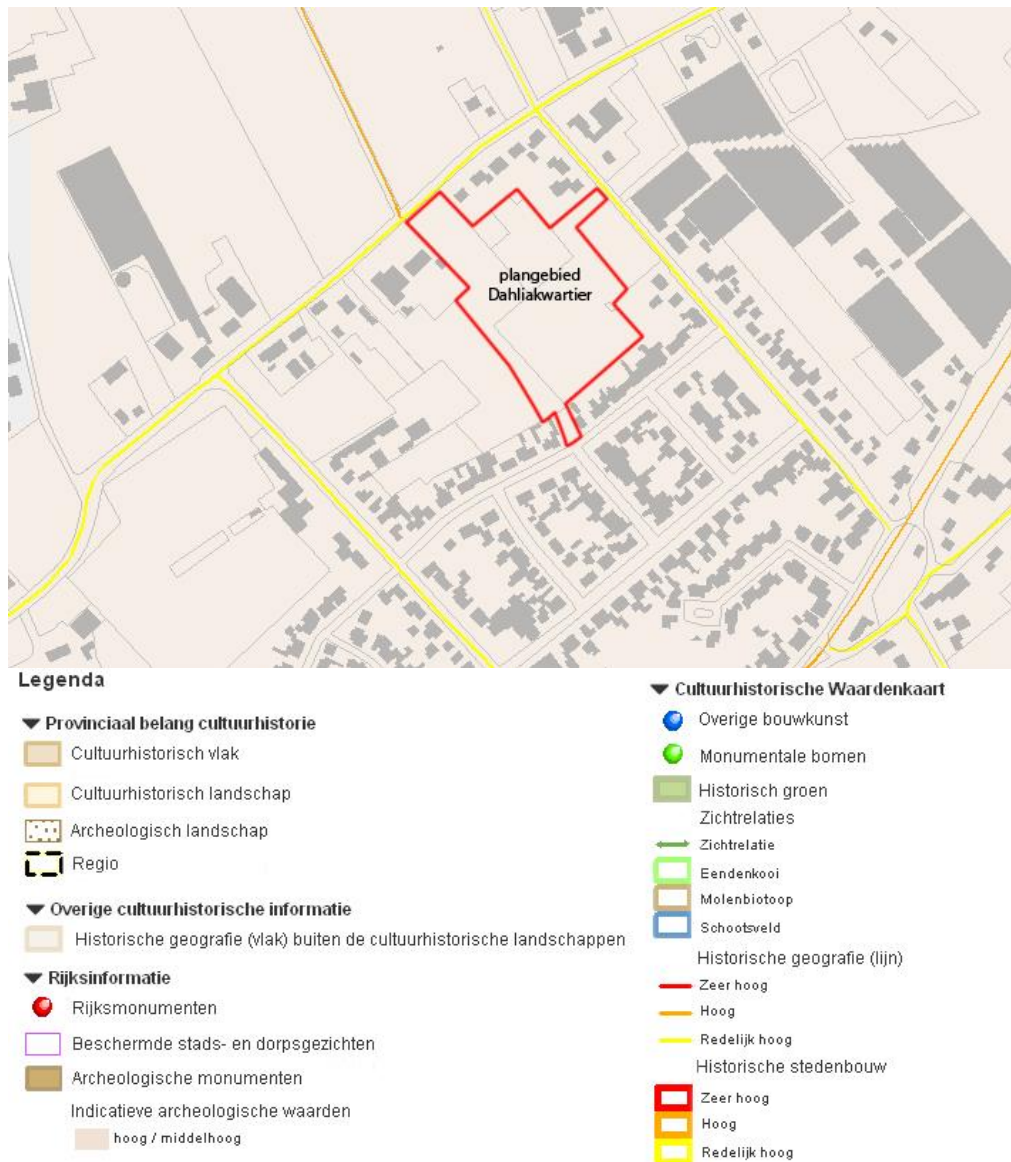 plangebied
Dahliakwartier
Legenda
Provinciaal belang cultuurhistorie
Cultuurhistorisch vlak
Cultuurhistorisch landschap
Archeologisch landschap
Regio
Overige cultuurhistorische informatie
Historische geografie (vlak) buiten de cultuurhistorische landschappen
Rijksinformatie
Rijksmonumenten
Beschermde stads- en dorpsgezichten
Archeologische monumenten
Indicatieve archeologische waarden
hoog / middelhoog
Cultuurhistorische Waardenkaart
Overige bouwkunst
Monumentale bomen
Historisch groen
Zichtrelaties
Zichtrelatie
Eendenkooi
Molenbiotoop
Schootsveld
Historische geografie (lijn)
Zeer hoog
Hoog
Redelijk hoog
Historische stedenbouw
Zeer hoog
Hoog
Redelijk hoog